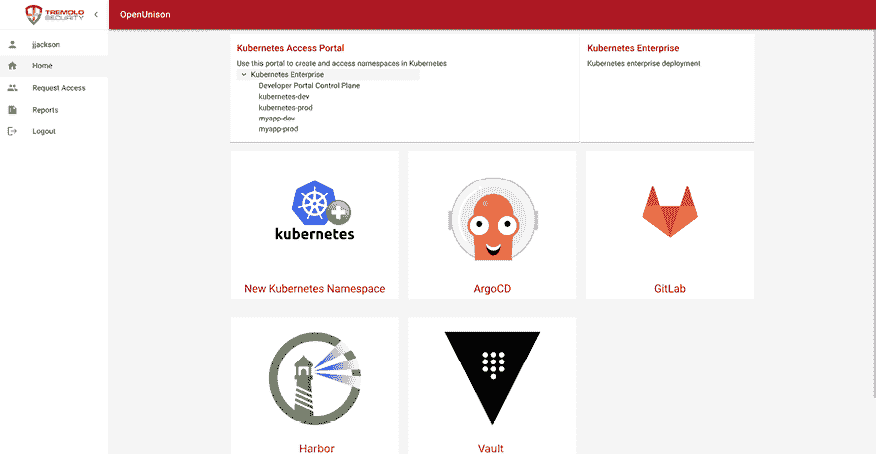 TREMOLO
SECURITY
OpenUnison
jjackson
Home
Request Access
Reports
Logout
Kubernetes Access Portal
Use this portal to create and access namespaces in Kubernetes
Kubernetes Enterprise
Developer Portal Control Plane
kubernetes-dev
kubernetes-prod
myapp-dev
myapp-prod
Kubernetes Enterprise
Kubernetes enterprise deployment
kubernetes
New Kubernetes Namespace
ArgoCD
GitLab
Harbor
Vault